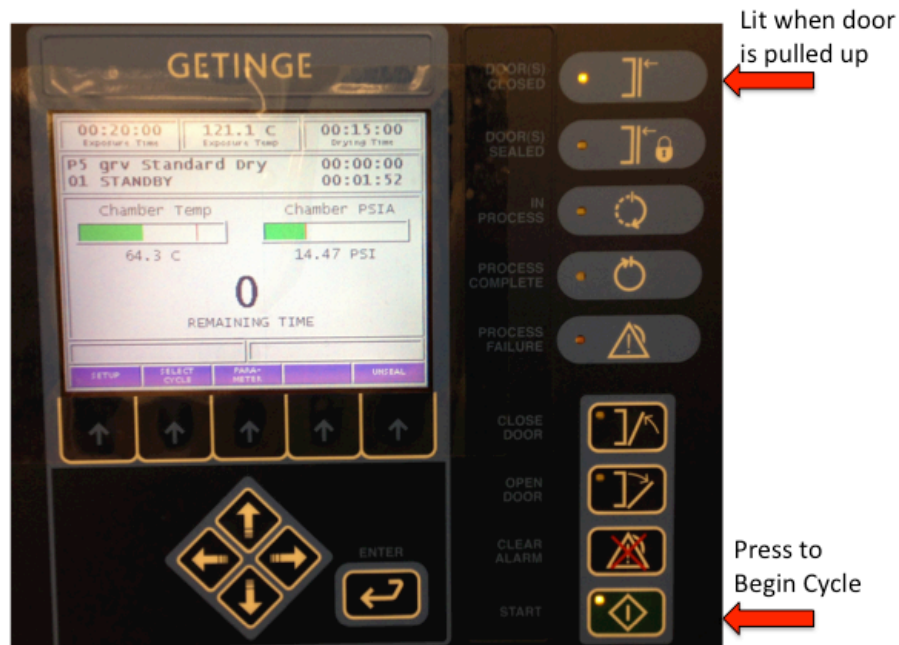 Lit when door
is pulled up
GETINGE
00:20:00 121.1 C 00:15:00
Exposure Time Exposure Temp Drying Time
P5 grv Standard Dry 00:00:00
01 STANDBY 00:01:52
Chamber Temp Chamber PSIA
64.3 C 14.47 PSI
0
REMAINING TIME
SETUP SELECT CYCLE PARA-METER UNSEAL
DOOR(S)
CLOSED
DOOR(S)
SEALED
IN
PROCESS
PROCESS
COMPLETE
PROCESS
FAILURE
CLOSE
DOOR
OPEN
DOOR
CLEAR
ALARM
START
ENTER
Press to
Begin Cycle